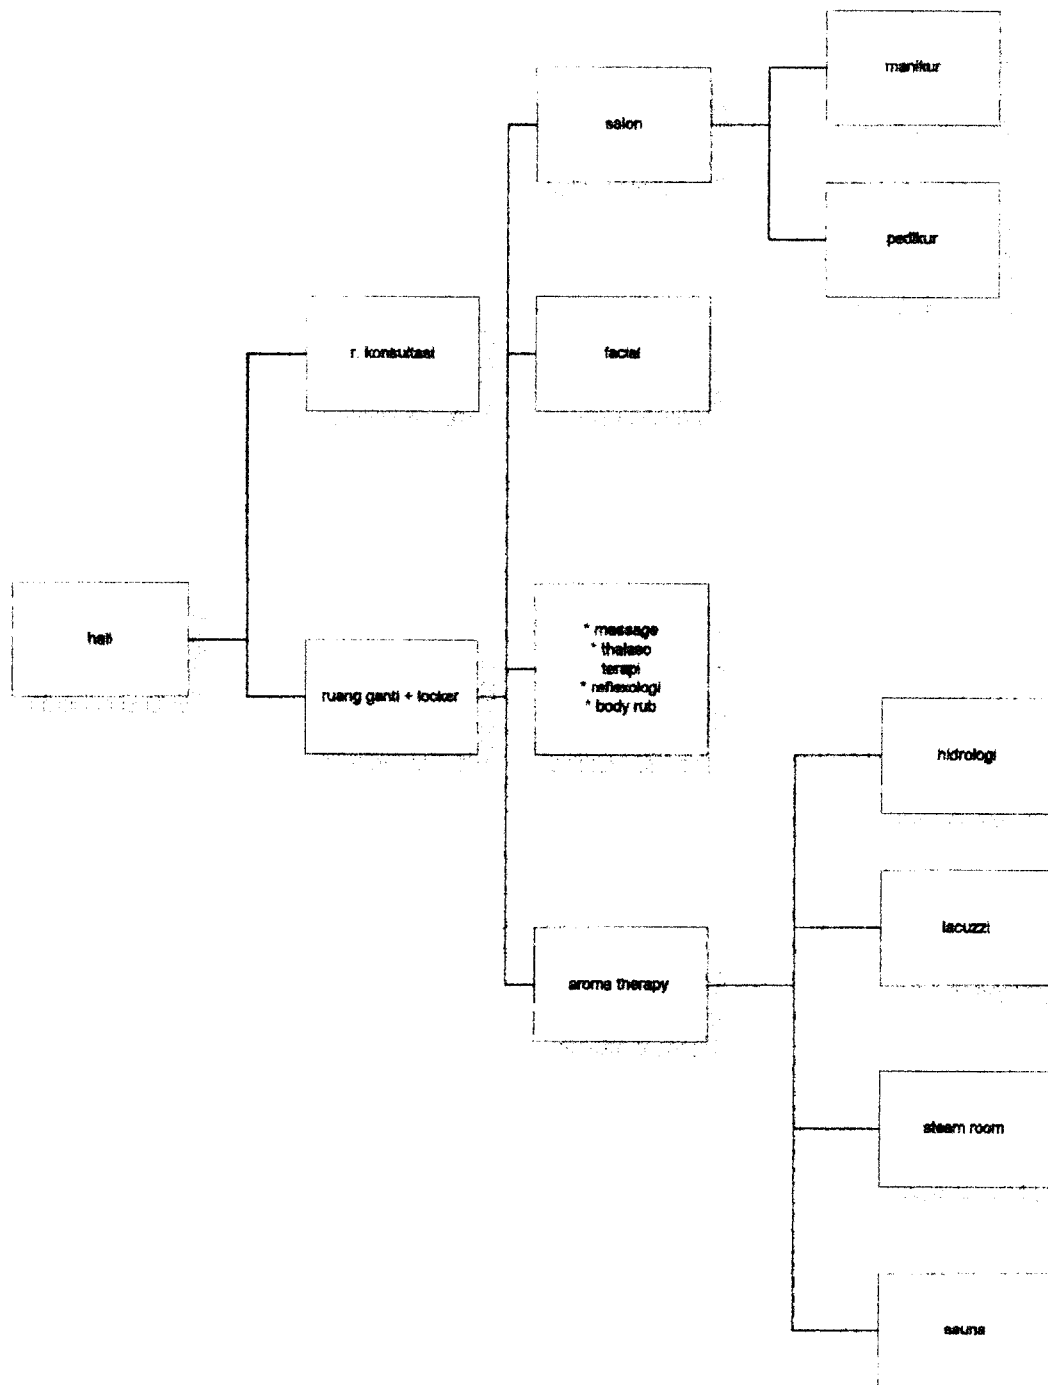 manikur
salon
pedikur
r. konsultasi
facial
hall
* massage
* thalaso
terapi
* reflexologi
* body rub
ruang ganti + locker
hidrologi
iacuzzi
aroma therapy
steam room
sauna